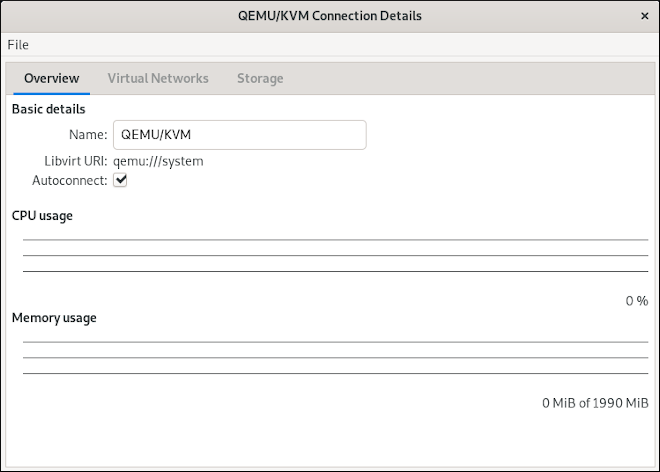 QEMU/KVM Connection Details
File
Overview Virtual Networks Storage
Basic details
Name: QEMU/KVM
Libvirt URI: qemu:///system
Autoconnect:
CPU usage
0 %
Memory usage
0 MiB of 1990 MiB